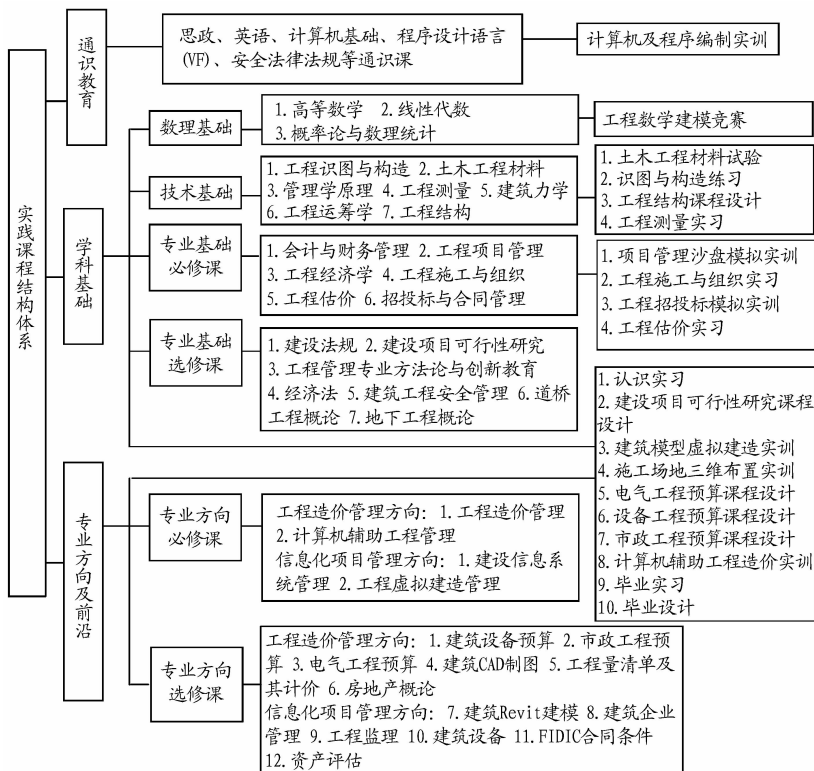 实践课程结构体系
通识教育
思政、英语、计算机基础、程序设计语言
(VF)、安全法律法规等通识课
计算机及程序编制实训
学科基础
数理基础
1.高等数学 2.线性代数
3.概率论与数理统计
工程数学建模竞赛
技术基础
1.工程识图与构造 2.土木工程材料
3.管理学原理 4.工程测量 5.建筑力学
6.工程运筹学 7.工程结构
1.土木工程材料试验
2.识图与构造练习
3.工程结构课程设计
4.工程测量实习
专业基础
必修课
1.会计与财务管理 2.工程项目管理
3.工程经济学 4.工程施工与组织
5.工程估价 6.招投标与合同管理
1.项目管理沙盘模拟实训
2.工程施工与组织实习
3.工程招投标模拟实训
4.工程估价实习
专业基础
选修课
1.建设法规 2.建设项目可行性研究
3.工程管理专业方法论与创新教育
4.经济法 5.建筑工程安全管理 6.道桥
工程概论 7.地下工程概论
1.认识实习
2.建设项目可行性研究课程
设计
3.建筑模型虚拟建造实训
4.施工场地三维布置实训
5.电气工程预算课程设计
6.设备工程预算课程设计
7.市政工程预算课程设计
8.计算机辅助工程造价实训
9.毕业实习
10.毕业设计
专业方向及前沿
专业方向
必修课
工程造价管理方向：1.工程造价管理
2.计算机辅助工程管理
信息化项目管理方向：1.建设信息系
统管理 2.工程虚拟建造管理
专业方向
选修课
工程造价管理方向：1.建筑设备预算 2.市政工程预
算 3.电气工程预算 4.建筑CAD制图 5.工程量清单及
其计价 6.房地产概论
信息化项目管理方向：7.建筑Revit建模 8.建筑企业
管理 9.工程监理 10.建筑设备 11.FIDIC合同条件
12.资产评估